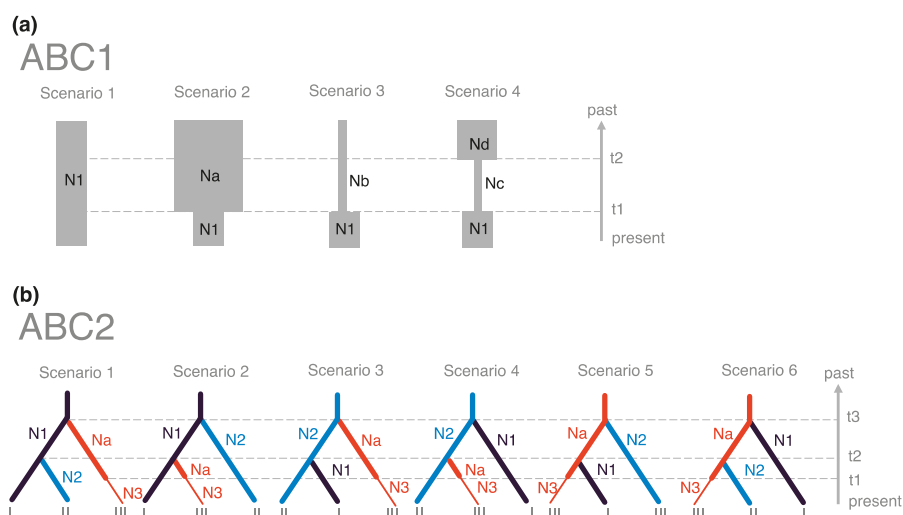 (a)
ABC1
Scenario 1 Scenario 2 Scenario 3 Scenario 4
past
Nd
t2
N1 Na Nb Nc
t1
N1 N1 N1
present
(b)
ABC2
Scenario 1 Scenario 2 Scenario 3 Scenario 4 Scenario 5 Scenario 6
past
t3
N1 Na N1 N2 N2 Na N2 N1 Na N2 Na N1
t2
N2 Na N1 Na N1 N2
t1
N3 N3 N3 N3 N3 N3
present
I II III I III II II I III II III I III I II III II I